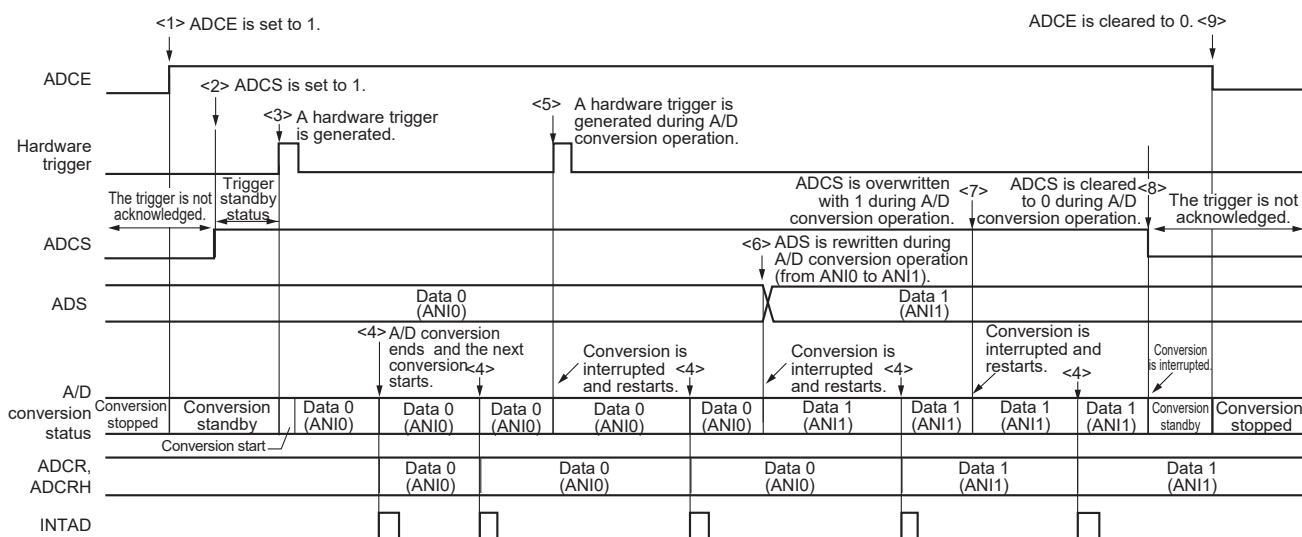 <1> ADCE is set to 1.
ADCE is cleared to 0. <9>
ADCE
<2> ADCS is set to 1.
<3> A hardware trigger
is generated.
<5> A hardware trigger is
generated during A/D
conversion operation.
Hardware
trigger
The trigger is not
acknowledged.
Trigger
standby
status
ADCS is overwritten
with 1 during A/D
conversion operation.
<7>
ADCS is cleared
to 0 during A/D
conversion operation.
<8>
The trigger is not
acknowledged.
ADCS
<6> ADS is rewritten during
A/D conversion operation
(from ANI0 to ANI1).
ADS
Data 0
(ANI0)
Data 1
(ANI1)
<4> A/D conversion
ends and the next
conversion
starts.
<4>
Conversion is
interrupted
and restarts.
<4>
Conversion is
interrupted
and restarts.
<4>
Conversion is
interrupted and
restarts.
<4>
Conversion
is interrupted.
A/D
conversion
status
Conversion
stopped
Conversion
standby
Conversion start
Data 0
(ANI0)
Data 0
(ANI0)
Data 0
(ANI0)
Data 0
(ANI0)
Data 0
(ANI0)
Data 1
(ANI1)
Data 1
(ANI1)
Data 1
(ANI1)
Data 1
(ANI1)
Conversion
standby
Conversion
stopped
ADCR,
ADCRH
Data 0
(ANI0)
Data 0
(ANI0)
Data 0
(ANI0)
Data 1
(ANI1)
Data 1
(ANI1)
INTAD